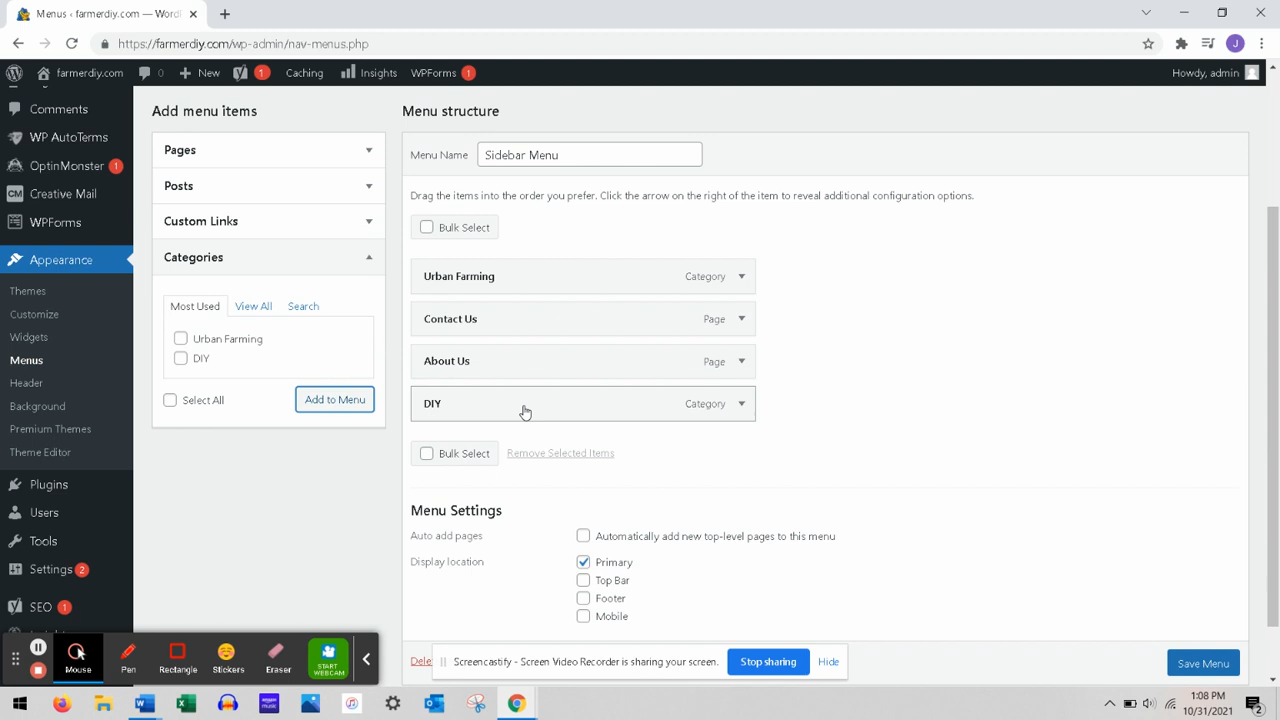 Menus ‹ farmerdiy.com — Word
https://farmerdiy.com/wp-admin/nav-menus.php
J
farmerdiy.com 0 New 1 Caching Insights WPForms 1 Howdy, admin
Comments
WP AutoTerms
OptinMonster 1
CM Creative Mail
WPForms
Appearance
Themes
Customize
Widgets
Menus
Header
Background
Premium Themes
Theme Editor
Plugins
Users
Tools
Settings 2
SEO 1
Add menu items
Pages
Posts
Custom Links
Categories
Most Used View All Search
Urban Farming
DIY
Select All Add to Menu
Menu structure
Menu Name Sidebar Menu
Drag the items into the order you prefer. Click the arrow on the right of the item to reveal additional configuration options.
Bulk Select
Urban Farming Category
Contact Us Page
About Us Page
DIY Category
Bulk Select Remove Selected Items
Menu Settings
Auto add pages Automatically add new top-level pages to this menu
Display location Primary
Top Bar
Footer
Mobile
Dele Save Menu
Screencastify - Screen Video Recorder is sharing your screen. Stop sharing Hide
Mouse Pen Rectangle Stickers Eraser START WEBCAM
1:08 PM
10/31/2021
2